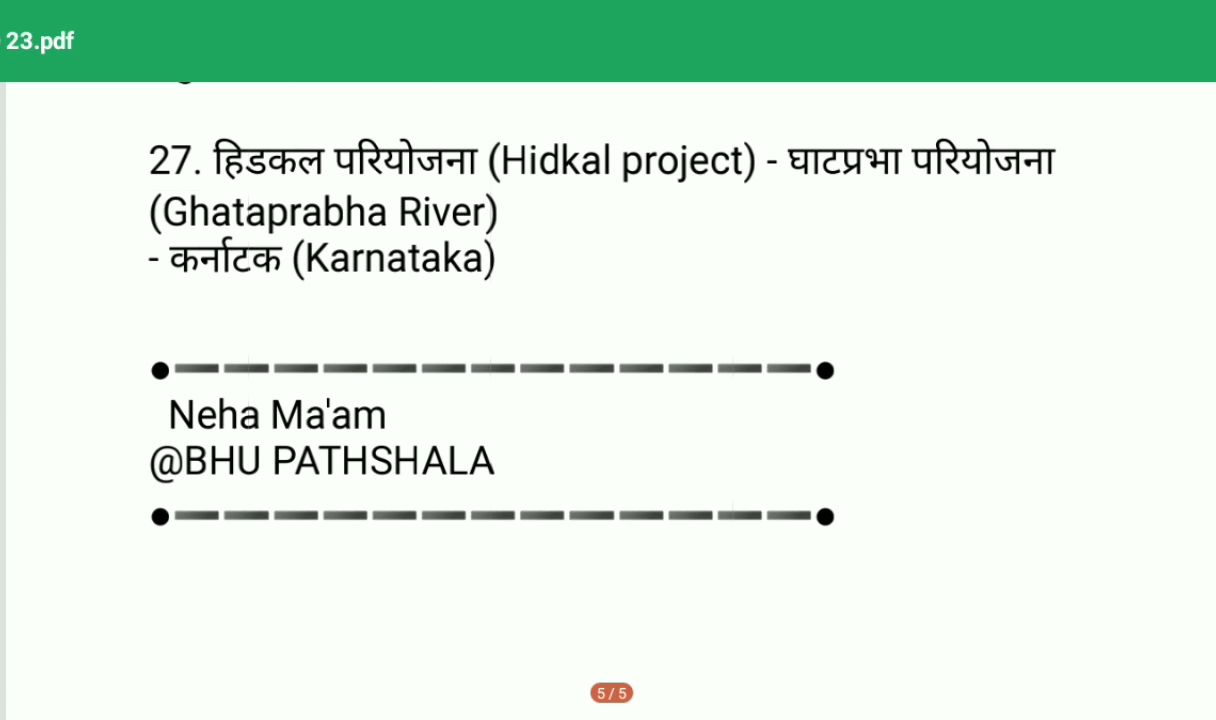 23.pdf
27. हिडकल परियोजना (Hidkal project) - घाटप्रभा परियोजना
(Ghataprabha River)
- कर्नाटक (Karnataka)
Neha Ma'am
@BHU PATHSHALA
5 / 5